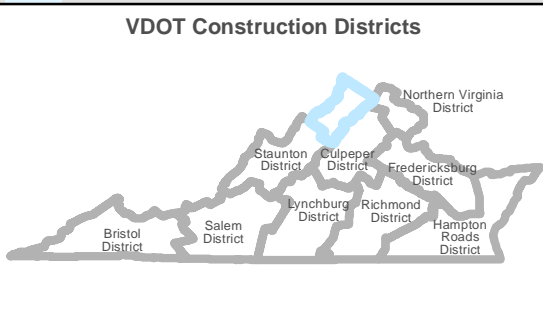 VDOT Construction Districts
Northern Virginia
District
Staunton
District
Culpeper
District
Fredericksburg
District
Lynchburg
District
Richmond
District
Salem
District
Bristol
District
Hampton
Roads
District